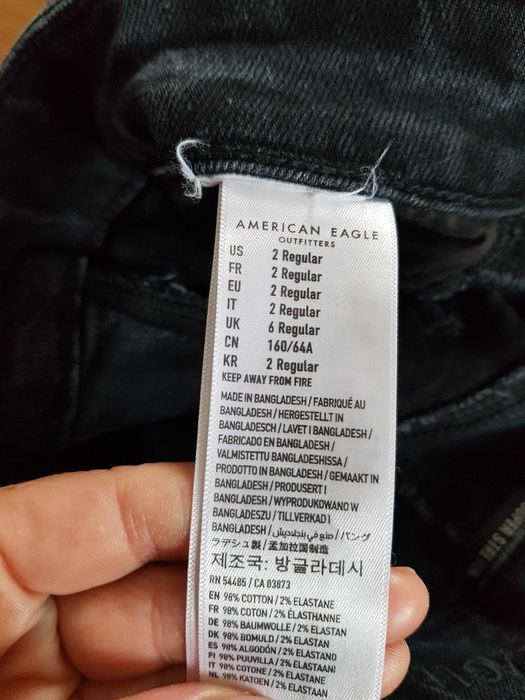 AMERICAN EAGLE
OUTFITTERS
US 2 Regular
FR 2 Regular
EU 2 Regular
IT 2 Regular
UK 6 Regular
CN 160/64A
KR 2 Regular
KEEP AWAY FROM FIRE
MADE IN BANGLADESH / FABRIQUÉ AU
BANGLADESH / HERGESTELLT IN
BANGLADESCH / LAVET I BANGLADESH /
FABRICADO EN BANGLADESH /
VALMISTETTU BANGLADESHISSA /
PRODOTTO IN BANGLADESH / GEMAAKT IN
BANGLADESH / PRODUSERT I
BANGLADESH / WYPRODUKOWANO W
BANGLADESZU / TILLVERKAD I
BANGLADESH / صنع في بنجلاديش / バング
ラデシュ製 / 孟加拉国制造
제조국: 방글라데시
RN 54485 / CA 03873
EN 98% COTTON / 2% ELASTANE
FR 98% COTON / 2% ÉLASTHANNE
DE 98% BAUMWOLLE / 2% ELASTAN
DK 98% BOMULD / 2% ELASTAN
ES 98% ALGODÓN / 2% ELASTANO
FI 98% PUUVILLA / 2% ELASTAANI
IT 98% COTONE / 2% ELASTAN
NL 98% KATOEN / 2% ELASTAAN